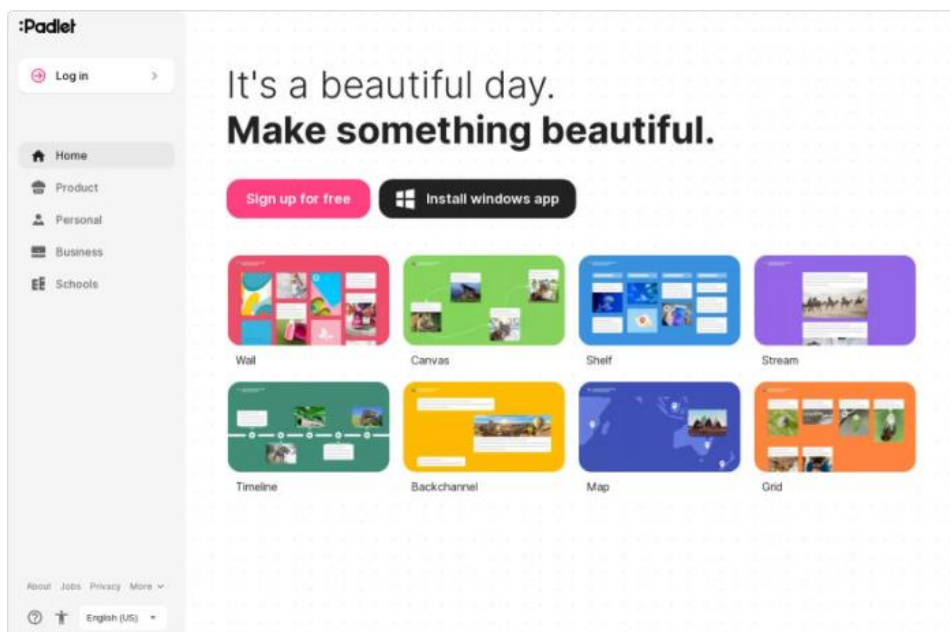 :Padlet
Log in
Home
Product
Personal
Business
Schools
About Jobs Privacy More
English (US)
It's a beautiful day.
Make something beautiful.
Sign up for free
Install windows app
Wall
Canvas
Shelf
Stream
Timeline
Backchannel
Map
Grid